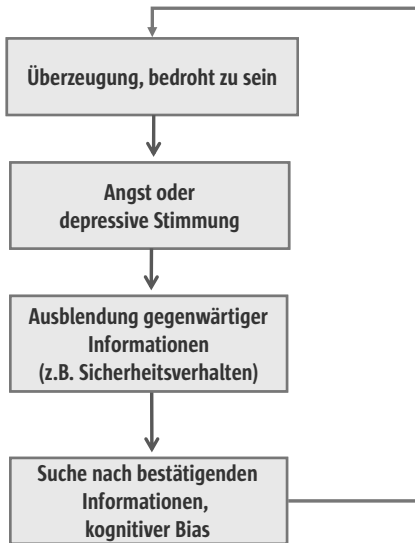 Überzeugung, bedroht zu sein
Angst oder
depressive Stimmung
Ausblendung gegenwärtiger
Informationen
(z.B. Sicherheitsverhalten)
Suche nach bestätigenden
Informationen,
kognitiver Bias